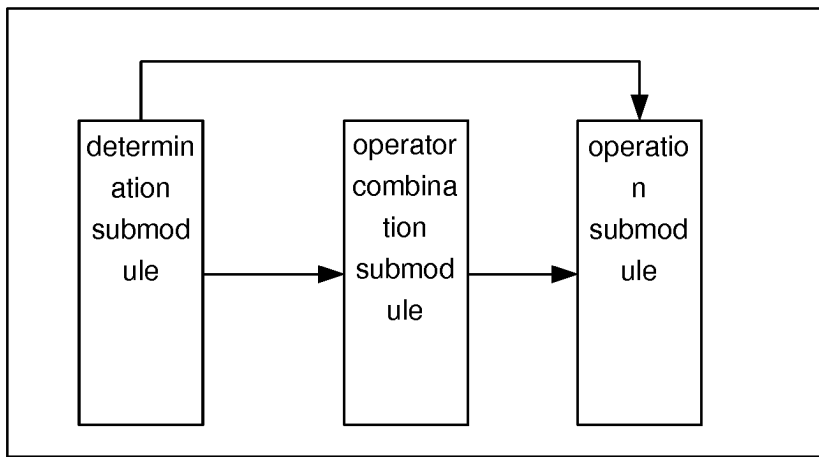 determin
ation
submod
ule
operator
combina
tion
submod
ule
operatio
n
submod
ule